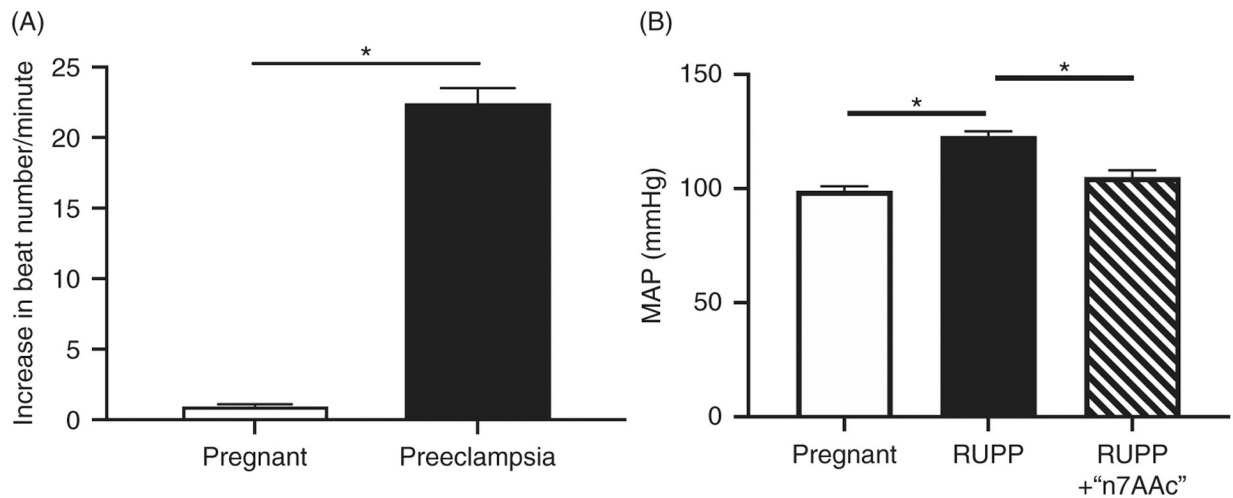 (A)
Increase in beat number/minute
25
20
15
10
5
0
*
Pregnant
Preeclampsia
(B)
MAP (mmHg)
150
100
50
0
*
*
Pregnant
RUPP
RUPP
+“n7AAc”